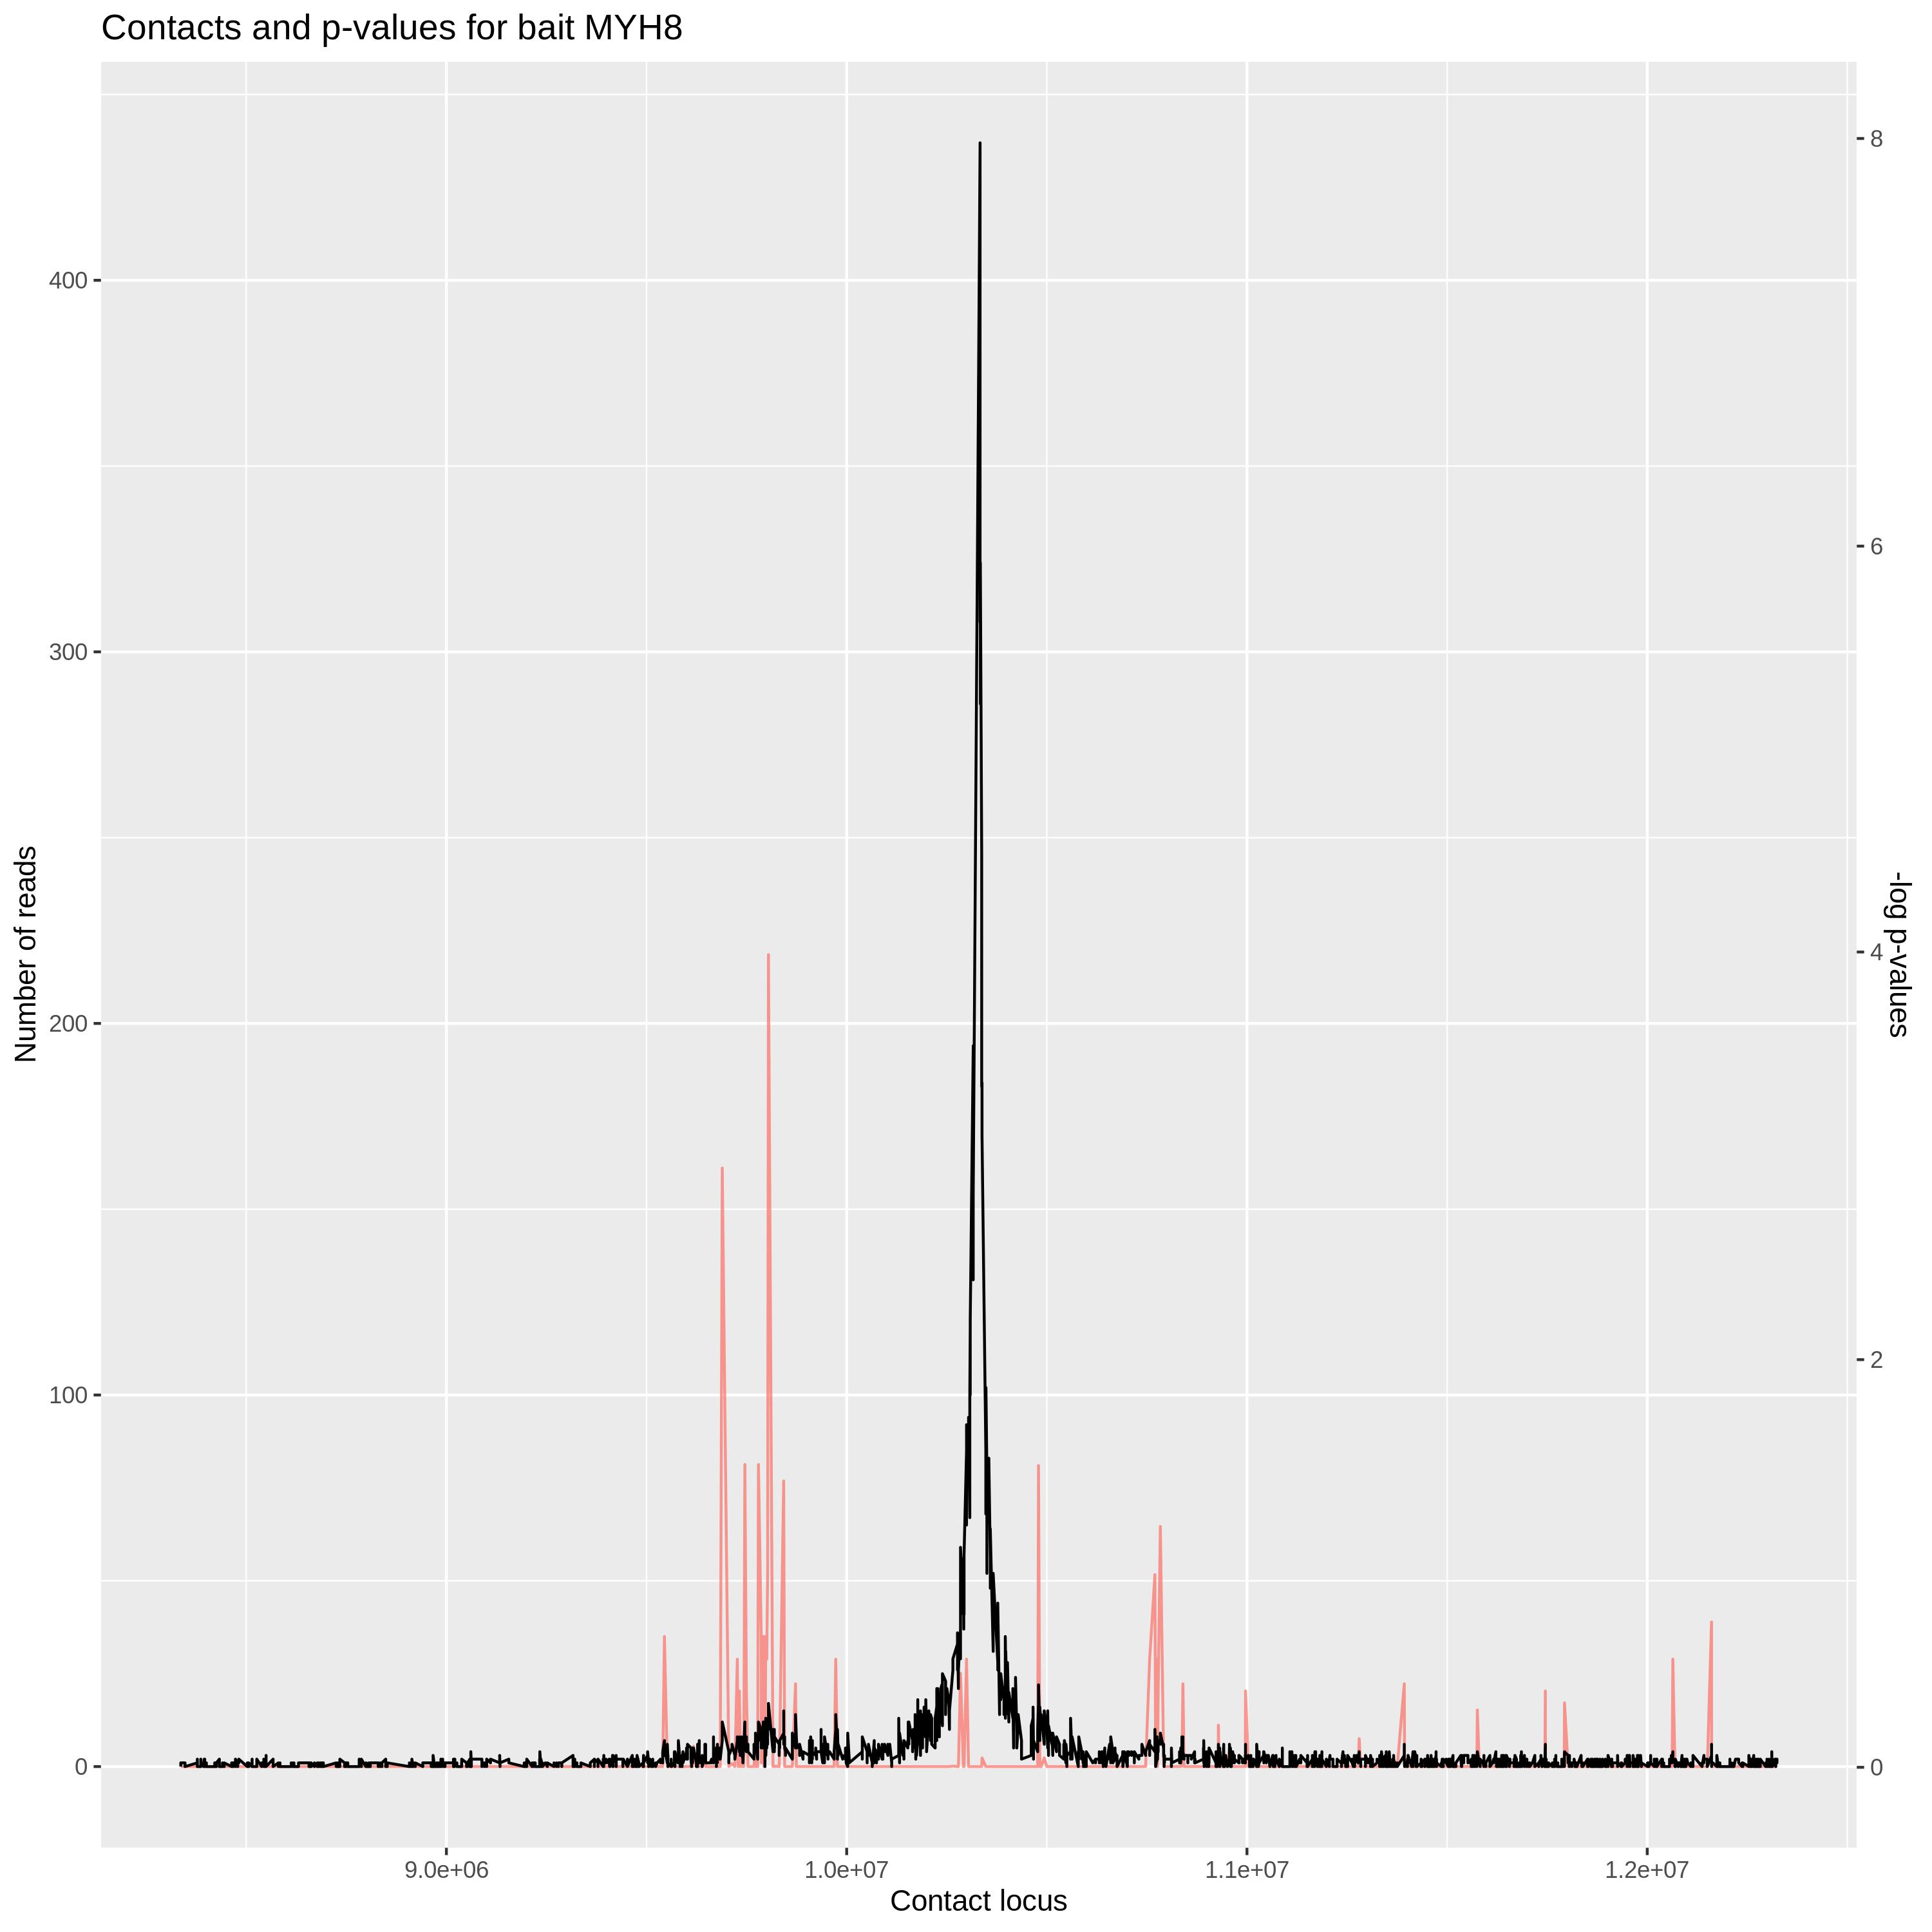 Contacts and p-values for bait MYH8
Number of reads
400
300
200
100
0
8
6
4
2
0
-log p-values
9.0e+06
1.0e+07
1.1e+07
1.2e+07
Contact locus